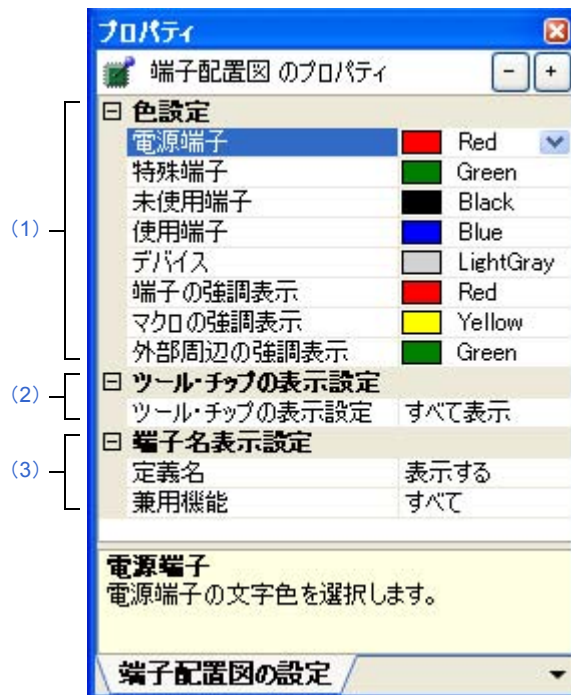 プロパティ
端子配置図 のプロパティ
(1)
色設定
電源端子 Red
特殊端子 Green
未使用端子 Black
使用端子 Blue
デバイス LightGray
端子の強調表示 Red
マクロの強調表示 Yellow
外部周辺の強調表示 Green
(2)
ツール・チップの表示設定
ツール・チップの表示設定 すべて表示
(3)
端子名表示設定
定義名 表示する
兼用機能 すべて
電源端子
電源端子の文字色を選択します。
端子配置図の設定